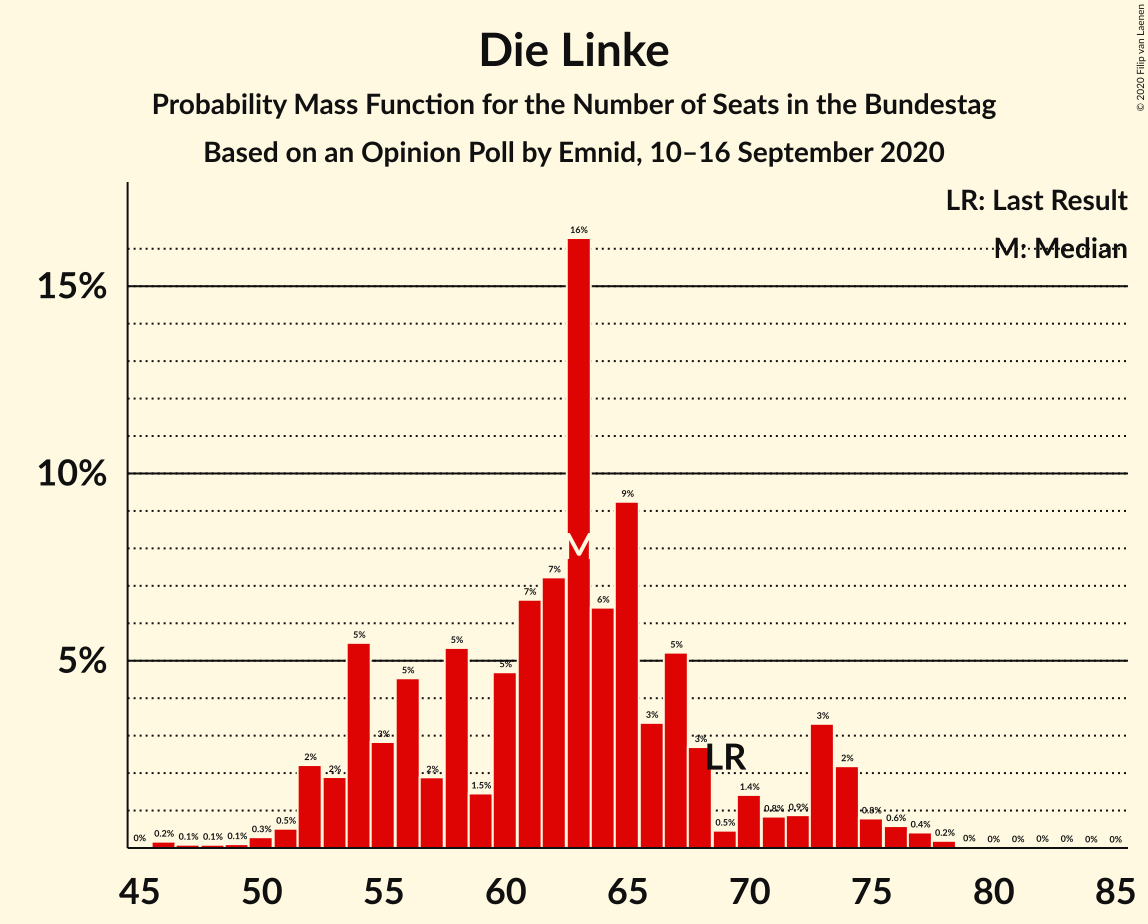 © 2020 Filip van Laenen
Die Linke
Probability Mass Function for the Number of Seats in the Bundestag
Based on an Opinion Poll by Emnid, 10–16 September 2020
LR: Last Result
M: Median
15%
10%
5%
0% 0.2% 0.1% 0.1% 0.1% 0.3% 0.5% 2% 2% 5% 3% 5% 2% 5% 1.5% 5% 7% 7% 16% 6% 9% 3% 5% 3% 0.5% 1.4% 0.8% 0.9% 3% 2% 0.8% 0.6% 0.4% 0.2% 0% 0% 0% 0% 0% 0% 0%
M
LR
45 50 55 60 65 70 75 80 85